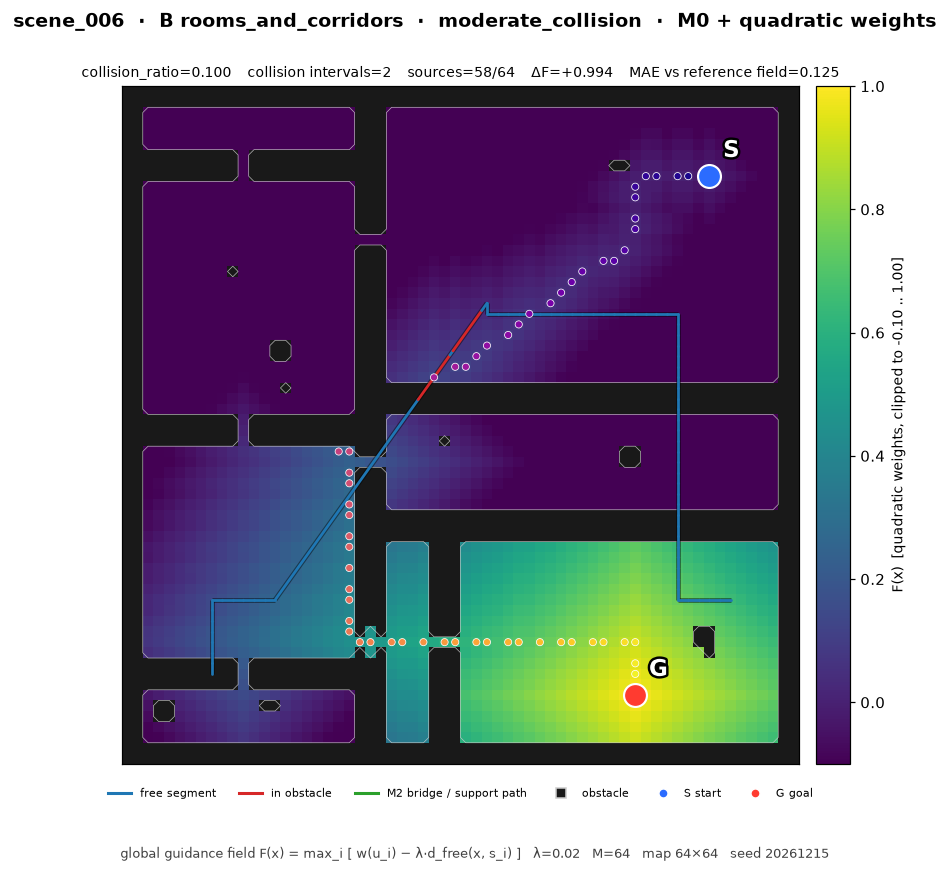 scene_006 · B rooms_and_corridors · moderate_collision · M0 + quadratic weights
collision_ratio=0.100 collision intervals=2 sources=58/64 ΔF=+0.994 MAE vs reference field=0.125
S
G
1.0
0.8
0.6
0.4
0.2
0.0
F(x) [quadratic weights, clipped to -0.10 .. 1.00]
free segment in obstacle M2 bridge / support path obstacle S start G goal
global guidance field F(x) = max_i [ w(u_i) − λ·d_free(x, s_i) ] λ=0.02 M=64 map 64×64 seed 20261215